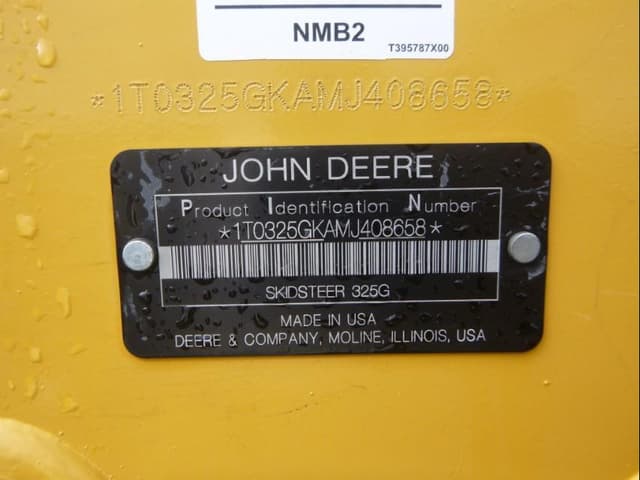 NMB2
T395787X00
*1T0325GKAMJ408658*
JOHN DEERE
Product Identification Number
*1T0325GKAMJ408658*
SKIDSTEER 325G
MADE IN USA
DEERE & COMPANY, MOLINE, ILLINOIS, USA